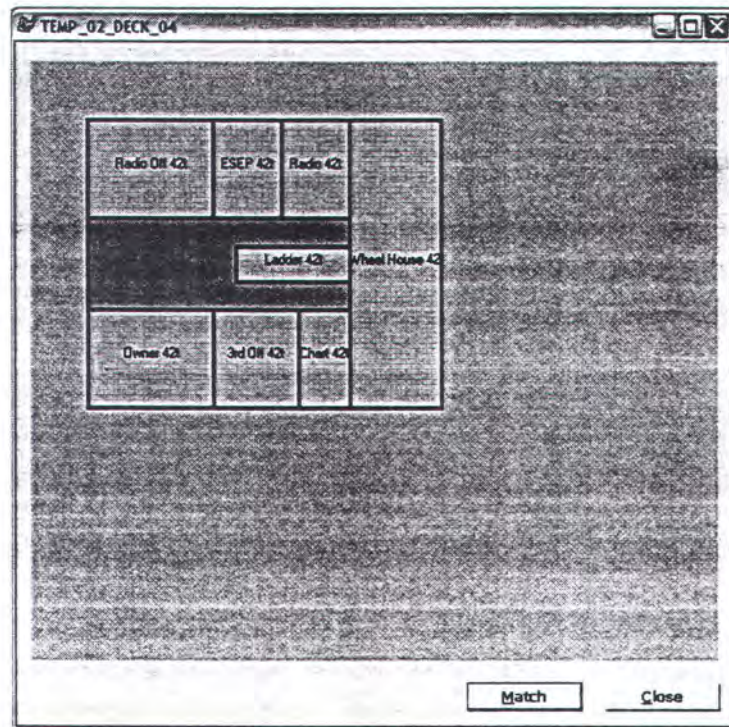 TEMP_02_DECK_04
Radio Off 42t
ESEP 42t
Radio 42t
Ladder 42t
Wheel House 42
Owner 42t
3rd Off 42t
Chart 42t
Match
Close